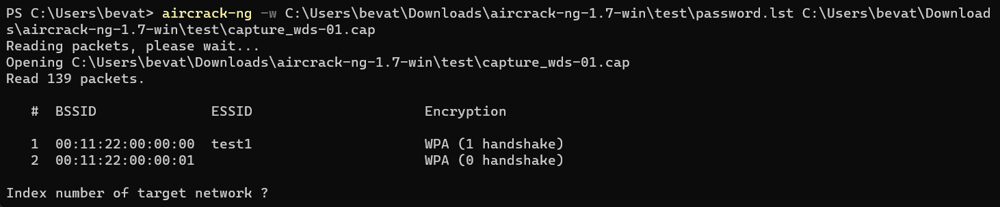 PS C:\Users\bevat> aircrack-ng -w C:\Users\bevat\Downloads\aircrack-ng-1.7-win\test\password.lst C:\Users\bevat\Download
s\aircrack-ng-1.7-win\test\capture_wds-01.cap
Reading packets, please wait...
Opening C:\Users\bevat\Downloads\aircrack-ng-1.7-win\test\capture_wds-01.cap
Read 139 packets.
# BSSID ESSID Encryption
1 00:11:22:00:00:00 test1 WPA (1 handshake)
2 00:11:22:00:00:01 WPA (0 handshake)
Index number of target network ?